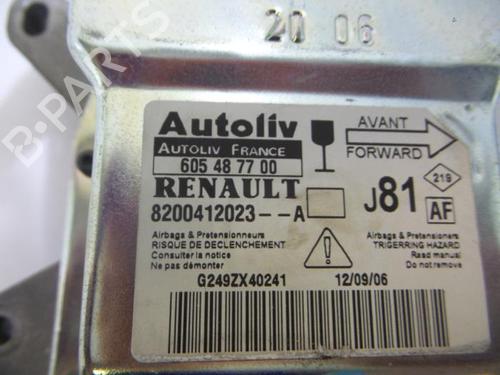 20 06
B-PARTS
Autoliv
AUTOLIV FRANCE
605 48 77 00
RENAULT
8200412023--A
AVANT
FORWARD
219
J81
AF
Airbags & Pretensionneurs
RISQUE DE DECLENCHEMENT
Consulter la notice
Ne pas démonter
Airbags & Pretensioners
TRIGERRING HAZARD
Read manual
Do not remove
G249ZX40241
12/09/06